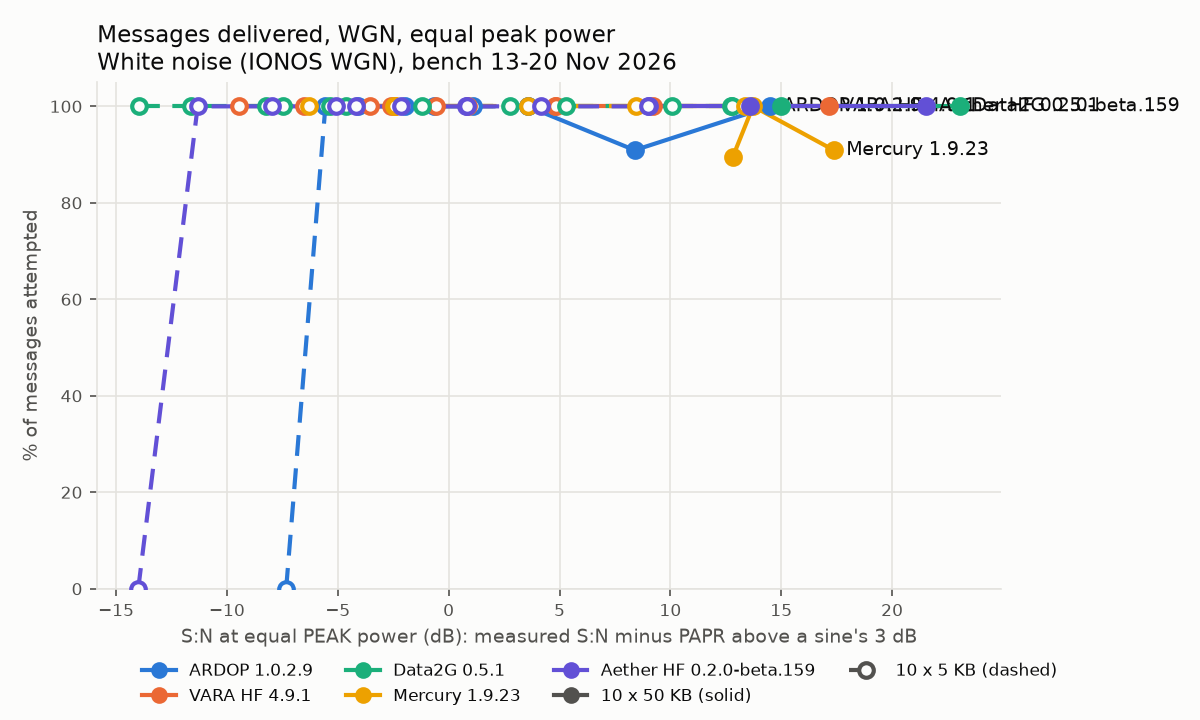 Messages delivered, WGN, equal peak power
White noise (IONOS WGN), bench 13-20 Nov 2026
% of messages attempted
100
80
60
40
20
0
Mercury 1.9.23
−15
−10
−5
0
5
10
15
20
S:N at equal PEAK power (dB): measured S:N minus PAPR above a sine's 3 dB
ARDOP 1.0.2.9
Data2G 0.5.1
Aether HF 0.2.0-beta.159
10 x 5 KB (dashed)
VARA HF 4.9.1
Mercury 1.9.23
10 x 50 KB (solid)